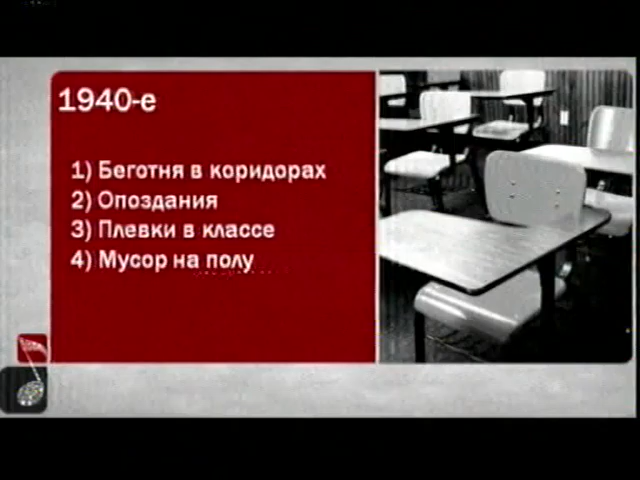 1940-е
1) Беготня в коридорах
2) Опоздания
3) Плевки в классе
4) Мусор на полу